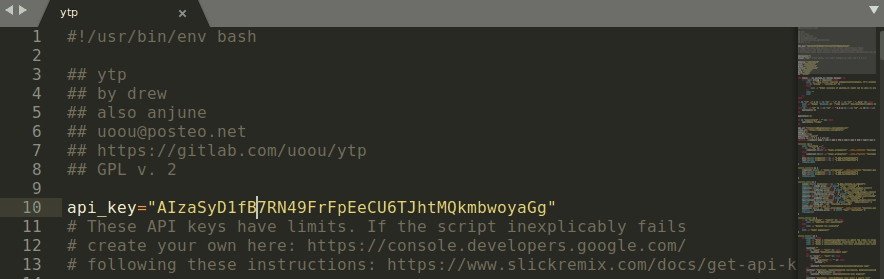 ytp ×
1 #!/usr/bin/env bash
2
3 ## ytp
4 ## by drew
5 ## also anjune
6 ## uoou@posteo.net
7 ## https://gitlab.com/uoou/ytp
8 ## GPL v. 2
9
10 api_key="AIzaSyD1fB7RN49FrFpEeCU6TJhtMQkmbwoyaGg"
11 # These API keys have limits. If the script inexplicably fails
12 # create your own here: https://console.developers.google.com/
13 # following these instructions: https://www.slickremix.com/docs/get-api-k